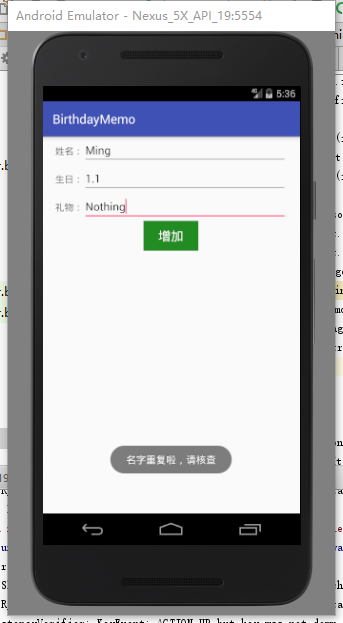 Android Emulator - Nexus_5X_API_19:5554
4G 5:36
BirthdayMemo
姓名： Ming
生日： 1.1
礼物： Nothing
增加
名字重复啦，请核查